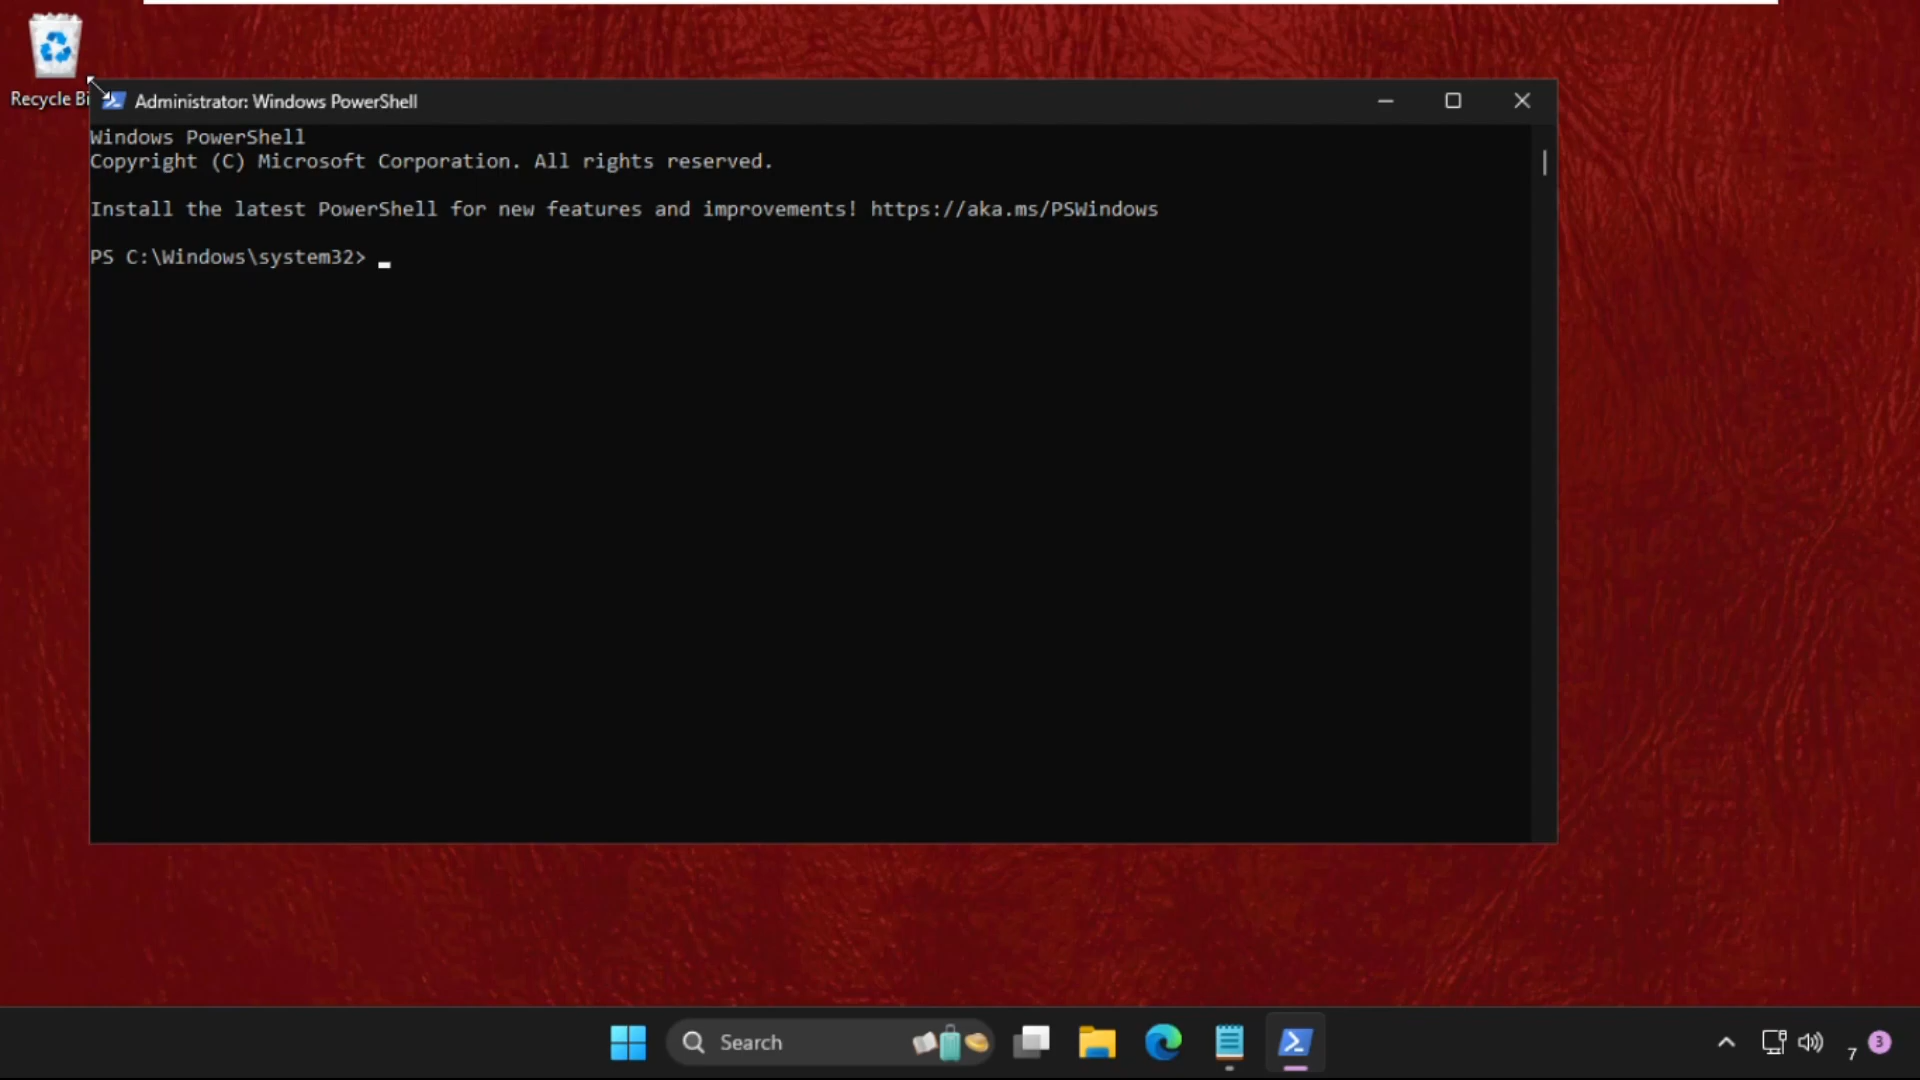 Recycle Bi
Administrator: Windows PowerShell
Windows PowerShell
Copyright (C) Microsoft Corporation. All rights reserved.
Install the latest PowerShell for new features and improvements! https://aka.ms/PSWindows
PS C:\Windows\system32>
Search
7
3